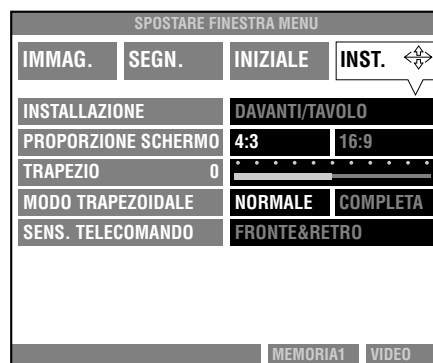 SPOSTARE FINESTRA MENU
IMMAG. SEGN. INIZIALE INST.
INSTALLAZIONE DAVANTI/TAVOLO
PROPORZIONE SCHERMO 4:3 16:9
TRAPEZIO 0
MODO TRAPEZOIDALE NORMALE COMPLETA
SENS. TELECOMANDO FRONTE&RETRO
MEMORIA1 VIDEO